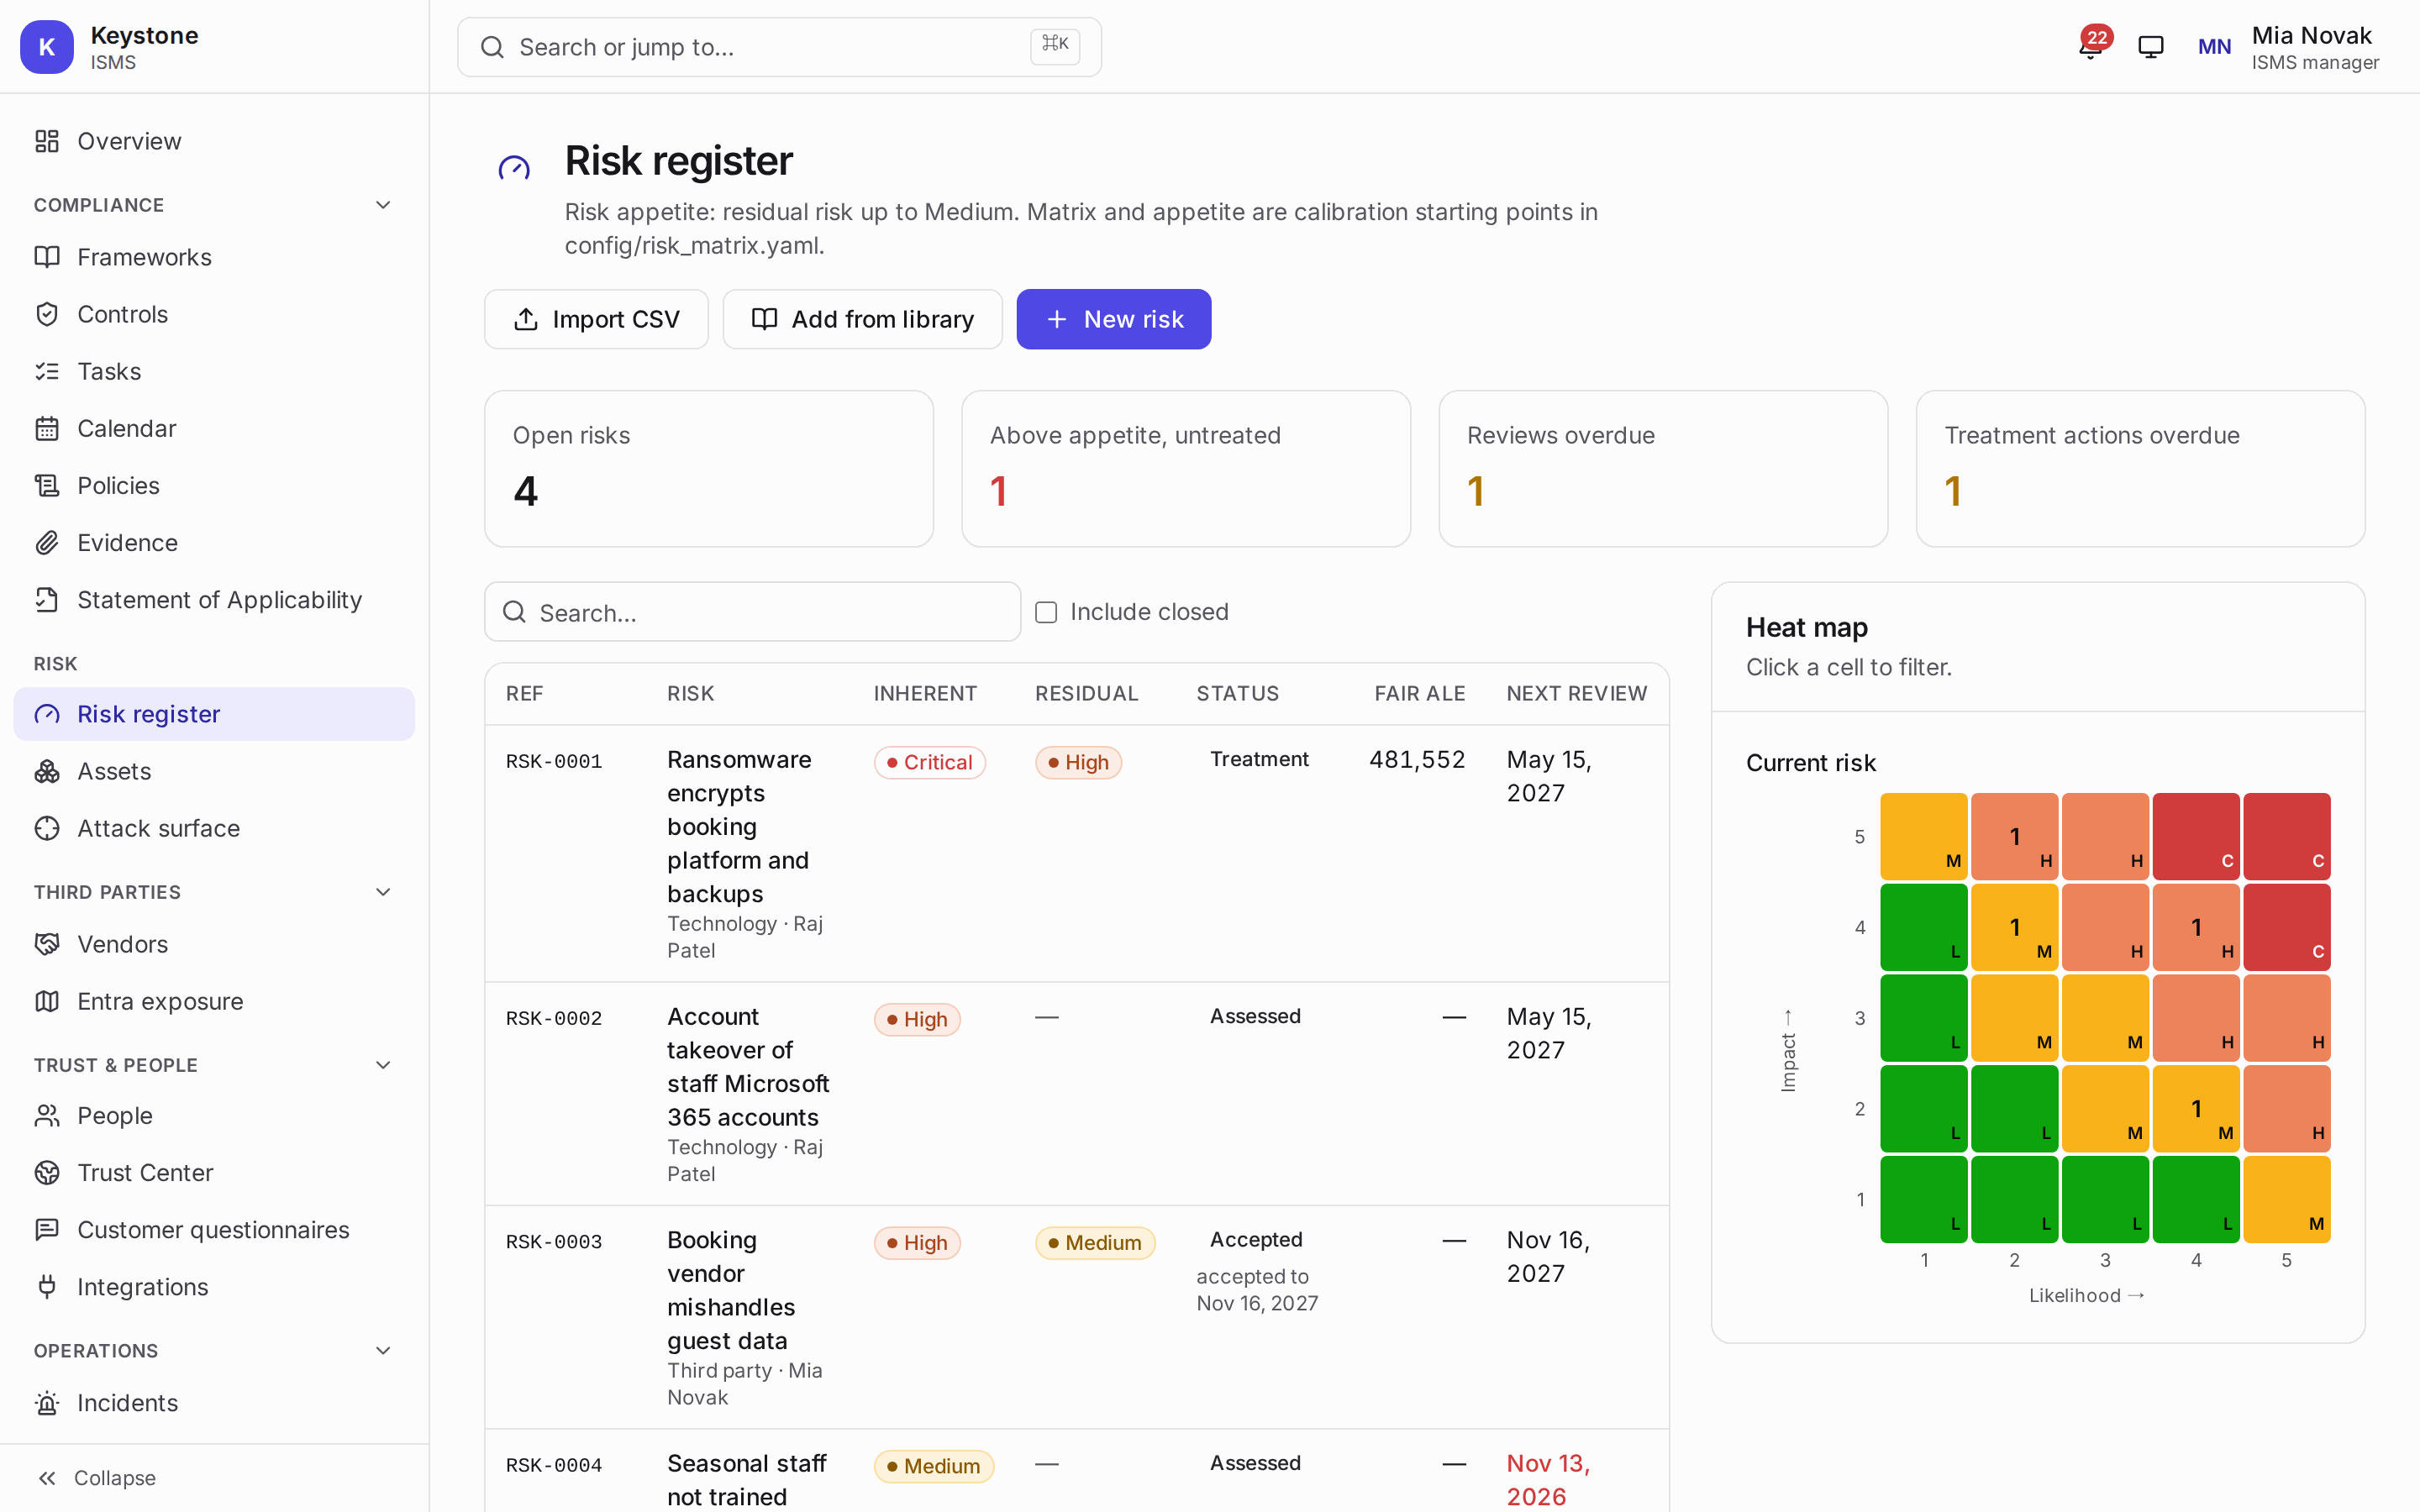 K
Keystone
ISMS
Search or jump to...
⌘K
22
MN
Mia Novak
ISMS manager
Overview
COMPLIANCE
Frameworks
Controls
Tasks
Calendar
Policies
Evidence
Statement of Applicability
RISK
Risk register
Assets
Attack surface
THIRD PARTIES
Vendors
Entra exposure
TRUST & PEOPLE
People
Trust Center
Customer questionnaires
Integrations
OPERATIONS
Incidents
Collapse
Risk register
Risk appetite: residual risk up to Medium. Matrix and appetite are calibration starting points in
config/risk_matrix.yaml.
Import CSV
Add from library
New risk
Open risks
4
Above appetite, untreated
1
Reviews overdue
1
Treatment actions overdue
1
Search...
Include closed
REF RISK INHERENT RESIDUAL STATUS FAIR ALE NEXT REVIEW
RSK-0001 Ransomware Critical High Treatment 481,552 May 15,
encrypts 2027
booking
platform and
backups
Technology · Raj
Patel
RSK-0002 Account High — Assessed — May 15,
takeover of 2027
staff Microsoft
365 accounts
Technology · Raj
Patel
RSK-0003 Booking High Medium Accepted — Nov 16,
vendor accepted to 2027
mishandles Nov 16, 2027
guest data
Third party · Mia
Novak
RSK-0004 Seasonal staff Medium — Assessed — Nov 13,
not trained 2026
Heat map
Click a cell to filter.
Current risk
Impact →
5 M 1 H H C C
4 L 1 M H 1 H C
3 L M M H H
2 L L M 1 M H
1 L L L L M
1 2 3 4 5
Likelihood →